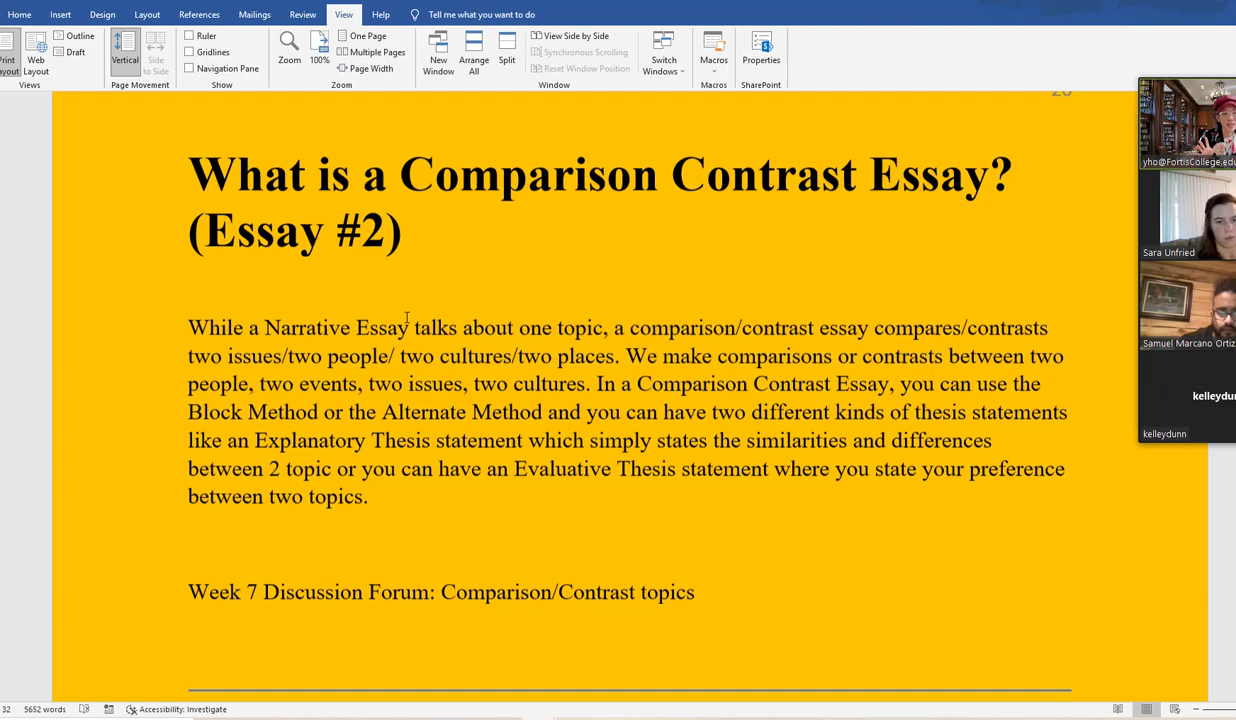 Home Insert Design Layout References Mailings Review View Help Tell me what you want to do
Print Layout
Web Layout
Outline
Draft
Views
Vertical
Side to Side
Page Movement
Ruler
Gridlines
Navigation Pane
Show
Zoom
100%
One Page
Multiple Pages
Page Width
Zoom
New Window
Arrange All
Split
View Side by Side
Synchronous Scrolling
Reset Window Position
Window
Switch Windows
Macros
Macros
Properties
SharePoint
What is a Comparison Contrast Essay?
(Essay #2)
While a Narrative Essay talks about one topic, a comparison/contrast essay compares/contrasts
two issues/two people/ two cultures/two places. We make comparisons or contrasts between two
people, two events, two issues, two cultures. In a Comparison Contrast Essay, you can use the
Block Method or the Alternate Method and you can have two different kinds of thesis statements
like an Explanatory Thesis statement which simply states the similarities and differences
between 2 topic or you can have an Evaluative Thesis statement where you state your preference
between two topics.
Week 7 Discussion Forum: Comparison/Contrast topics
yho@FortisCollege.edu
Sara Unfried
Samuel Marcano Ortiz
kelleydun
kelleydunn
32 5652 words Accessibility: Investigate